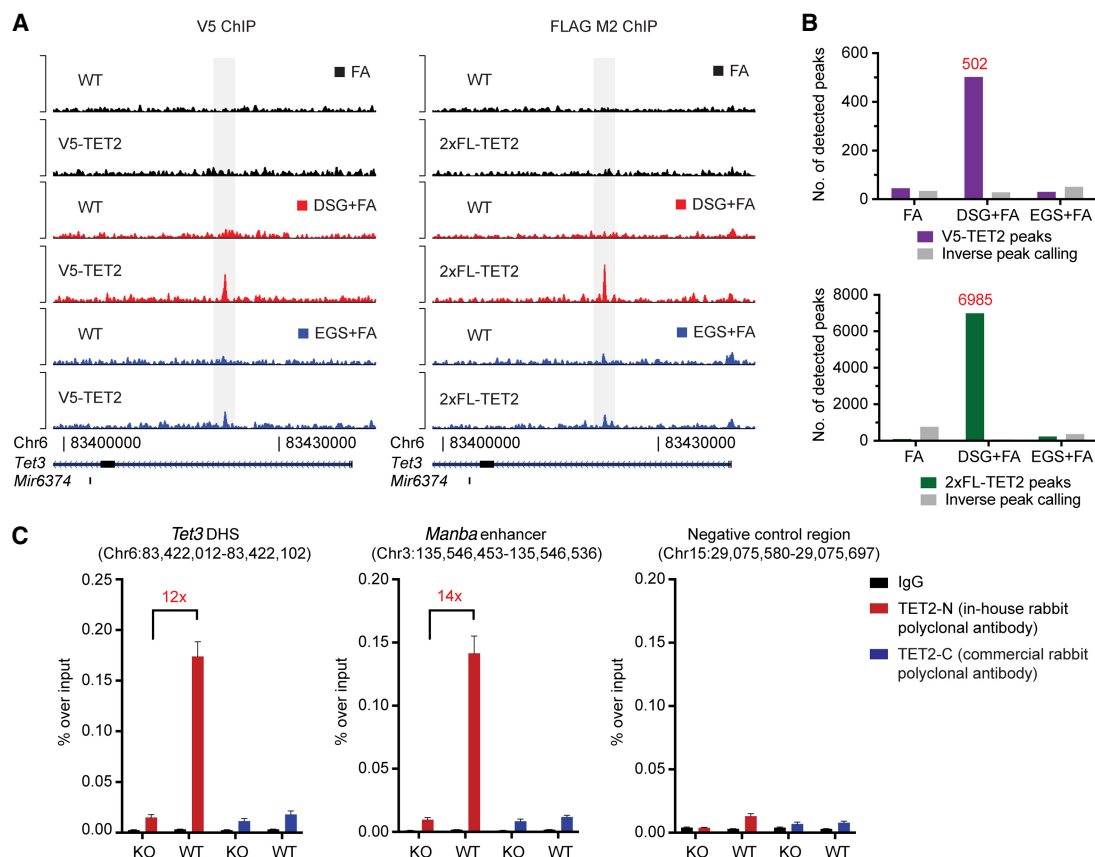 A
V5 ChIP
FLAG M2 ChIP
WT
FA
V5-TET2
WT
DSG+FA
V5-TET2
WT
EGS+FA
V5-TET2
Chr6
83400000
83430000
Tet3
Mir6374
WT
FA
2xFL-TET2
WT
DSG+FA
2xFL-TET2
WT
EGS+FA
2xFL-TET2
Chr6
83400000
83430000
Tet3
Mir6374
B
No. of detected peaks
600
400
200
0
502
FA
DSG+FA
EGS+FA
V5-TET2 peaks
Inverse peak calling
No. of detected peaks
8000
6000
4000
2000
0
6985
FA
DSG+FA
EGS+FA
2xFL-TET2 peaks
Inverse peak calling
C
Tet3 DHS
(Chr6:83,422,012-83,422,102)
% over input
0.25
0.20
0.15
0.10
0.05
0.00
12x
KO
WT
KO
WT
Manba enhancer
(Chr3:135,546,453-135,546,536)
% over input
0.20
0.15
0.10
0.05
0.00
14x
KO
WT
KO
WT
Negative control region
(Chr15:29,075,580-29,075,697)
% over input
0.20
0.15
0.10
0.05
0.00
KO
WT
KO
WT
IgG
TET2-N (in-house rabbit
polyclonal antibody)
TET2-C (commercial rabbit
polyclonal antibody)